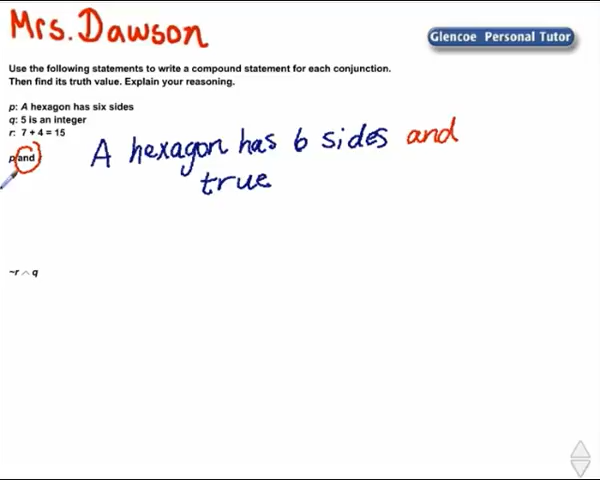 Mrs. Dawson
Glencoe Personal Tutor
Use the following statements to write a compound statement for each conjunction.
Then find its truth value. Explain your reasoning.
p: A hexagon has six sides
q: 5 is an integer
r: 7 + 4 = 15
p and
A hexagon has 6 sides and
true
~r ∧ q